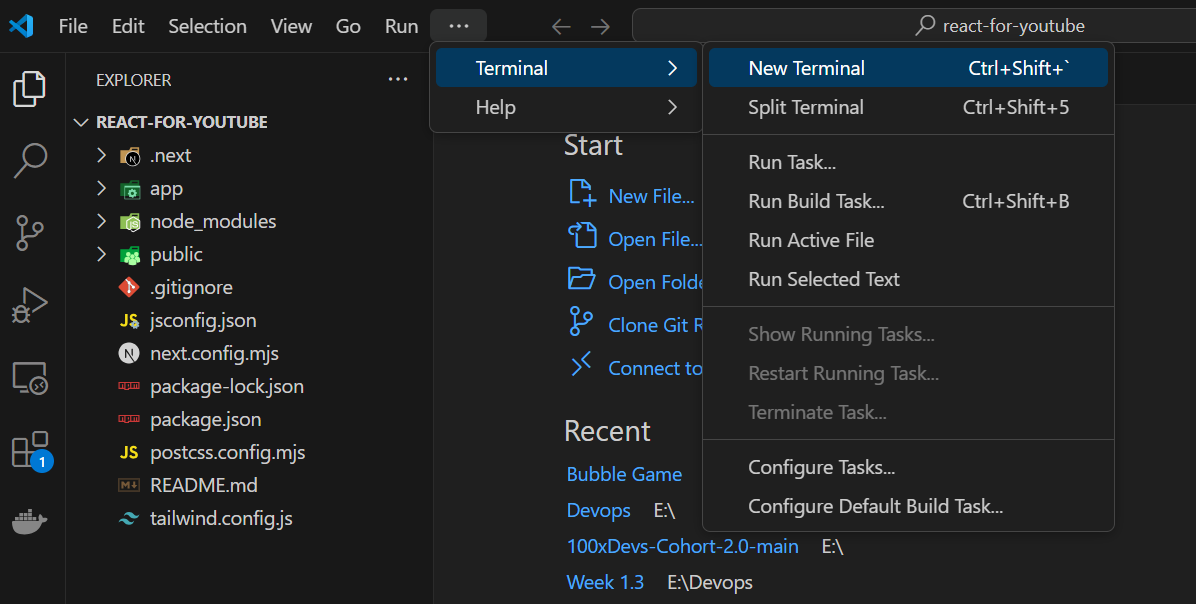 File Edit Selection View Go Run ··· react-for-youtube
EXPLORER ···
REACT-FOR-YOUTUBE
.next
app
node_modules
public
.gitignore
JS jsconfig.json
N next.config.mjs
package-lock.json
package.json
JS postcss.config.mjs
README.md
tailwind.config.js
1
Terminal
Help
New Terminal Ctrl+Shift+`
Split Terminal Ctrl+Shift+5
Run Task...
Run Build Task... Ctrl+Shift+B
Run Active File
Run Selected Text
Show Running Tasks...
Restart Running Task...
Terminate Task...
Configure Tasks...
Configure Default Build Task...
Start
New File...
Open File...
Open Folde
Clone Git R
Connect to
Recent
Bubble Game
Devops E:\
100xDevs-Cohort-2.0-main E:\
Week 1.3 E:\Devops